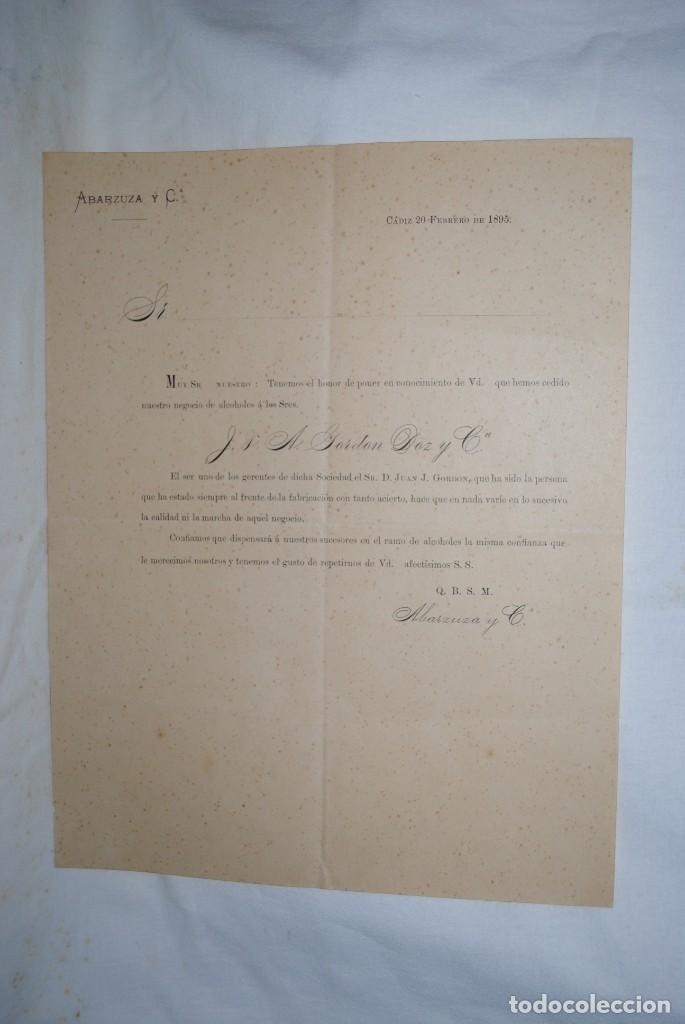 ABARZUZA Y C.ª
CÁDIZ 20 FEBRERO DE 1895.
Sr
MUY SR NUESTRO: Tenemos el honor de poner en conocimiento de Vd. que hemos cedido
nuestro negocio de alcoholes á los Sres.
J. & A. Gordon Doz y C.ª
El ser uno de los gerentes de dicha Sociedad el SR. D. JUAN J. GORDON, que ha sido la persona
que ha estado siempre al frente de la fabricación con tanto acierto, hace que en nada varíe en lo sucesivo
la calidad ni la marcha de aquel negocio.
Confiamos que dispensará á nuestros sucesores en el ramo de alcoholes la misma confianza que
le merecimos nosotros y tenemos el gusto de repetirnos de Vd. afectísimos S. S.
Q. B. S. M.
Abarzuza y C.ª
todocoleccion